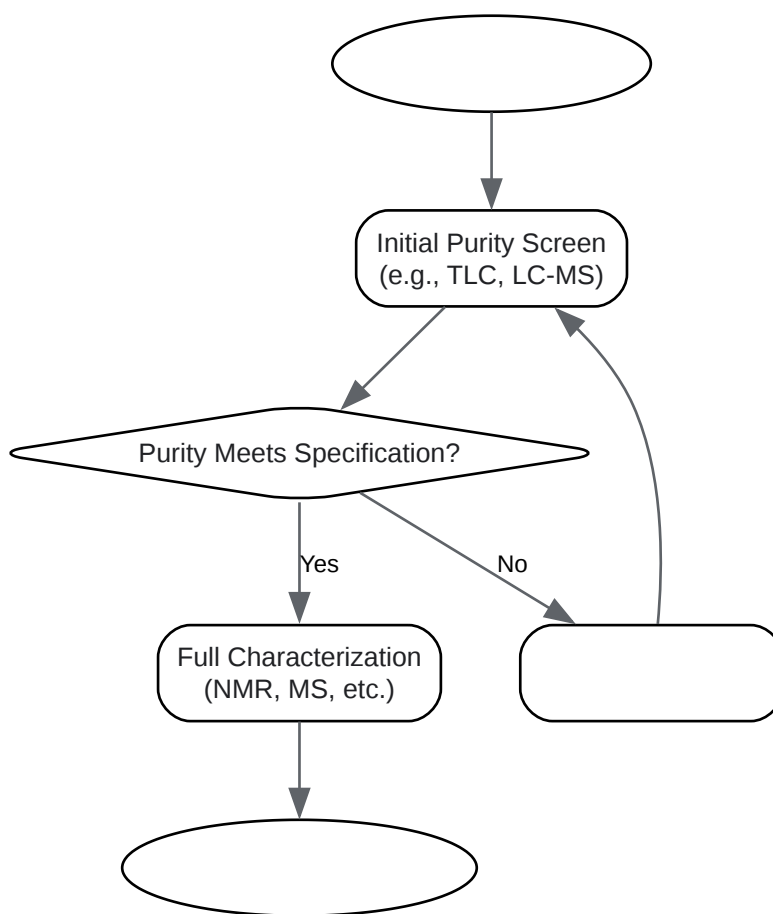 Initial Purity Screen
(e.g., TLC, LC-MS)
Purity Meets Specification?
Yes
No
Full Characterization
(NMR, MS, etc.)